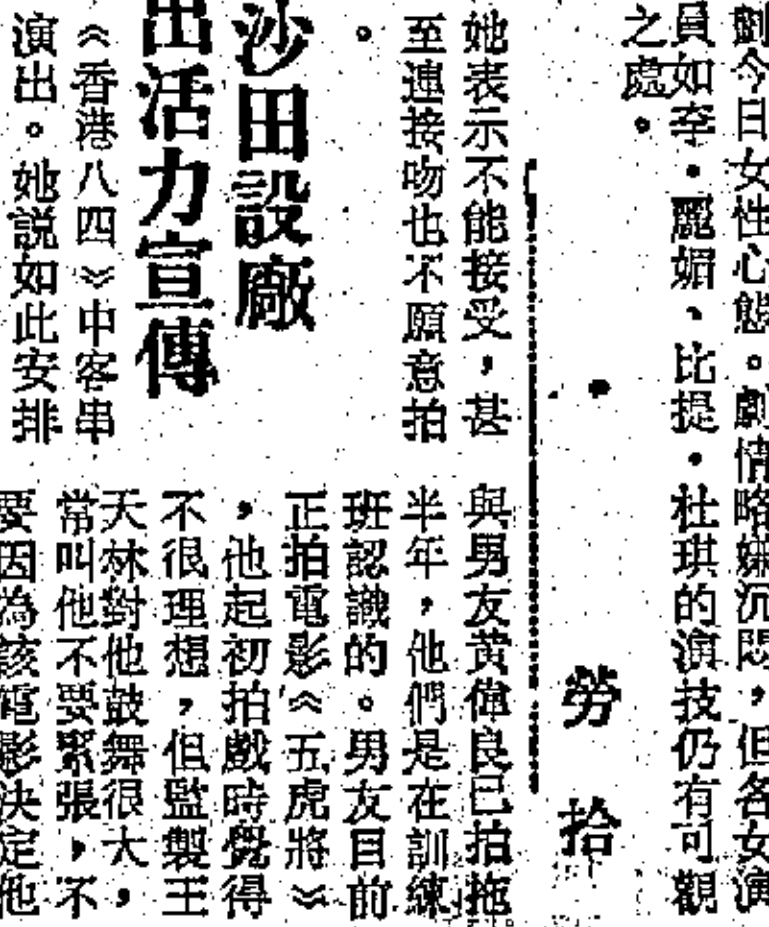 劇今日女性心態。劇情略嫌沉悶，但各女演
員如李·麗媚、比提·杜琪的演技仍有可觀
之處。
勞拾
她表示不能接受，甚
至連接吻也不願意拍
。
沙田設廠
出活力宣傳
《香港八四》中客串
演出。她說如此安排
與男友黃偉良已拍拖
半年，他們是在訓練
班認識的。男友目前
正拍電影《五虎將》
，他起初拍戲時覺得
不很理想，但監製王
天林對他鼓舞很大，
常叫他不要緊張，不
要因為該電影決定他